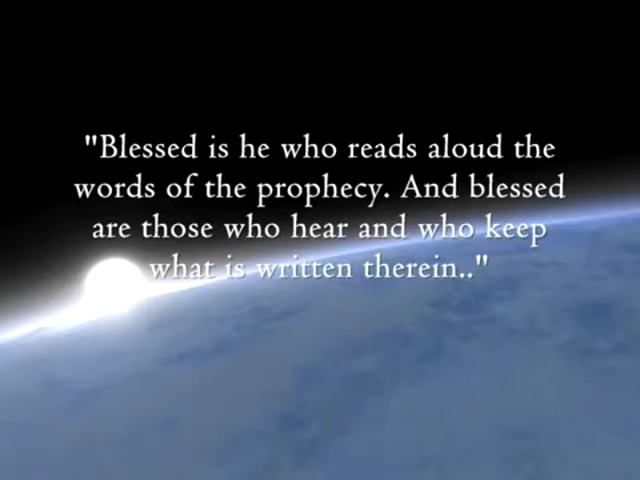 "Blessed is he who reads aloud the
words of the prophecy. And blessed
are those who hear and who keep
what is written therein.."